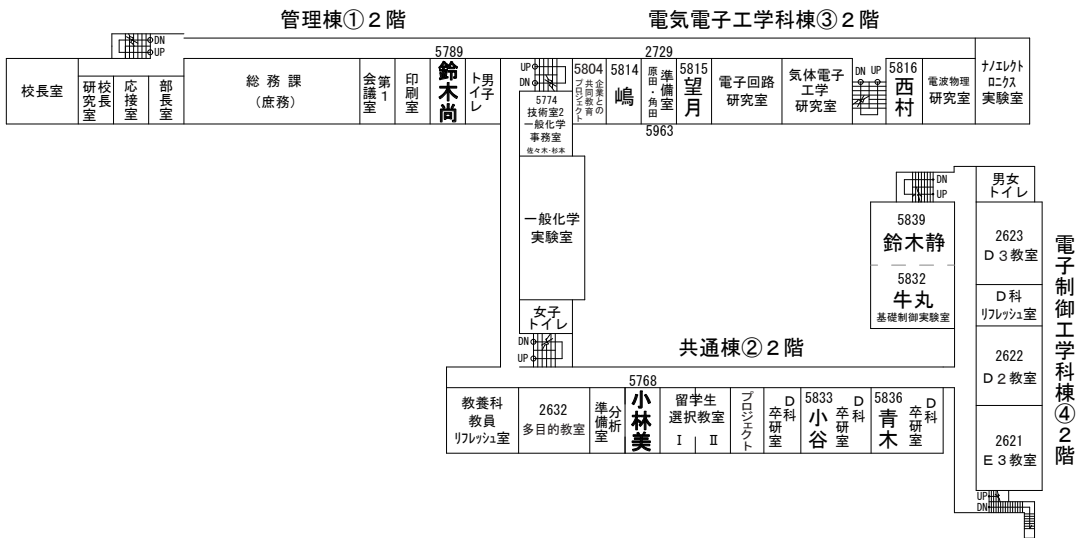 管理棟①２階
電気電子工学科棟③２階
DN
UP
5789
2729
校長室
校長
研究室
応接室
部長室
総務課
(庶務)
第１
会議室
印刷室
鈴木尚
男子
トイレ
UP
DN
5804
企業との
共同教育
プロジェクト
5814
嶋
準備室
原田・角田
5815
望月
電子回路
研究室
気体電子
工学
研究室
DN UP
5816
西村
電波物理
研究室
ナノエレクト
ロニクス
実験室
5774
技術室2
一般化学
事務室
佐々木・杉本
5963
一般化学
実験室
女子
トイレ
DN
UP
DN
UP
男女
トイレ
5839
鈴木静
5832
牛丸
基礎制御実験室
2623
Ｄ３教室
Ｄ科
リフレッシュ室
2622
Ｄ２教室
2621
Ｅ３教室
UP
DN
電子制御工学科棟④２階
共通棟②２階
5768
教養科
教員
リフレッシュ室
2632
多目的教室
分析
準備室
小林美
留学生
選択教室
Ⅰ Ⅱ
プロジェクト
Ｄ科
卒研室
5833
小谷
Ｄ科
卒研室
5836
青木
Ｄ科
卒研室